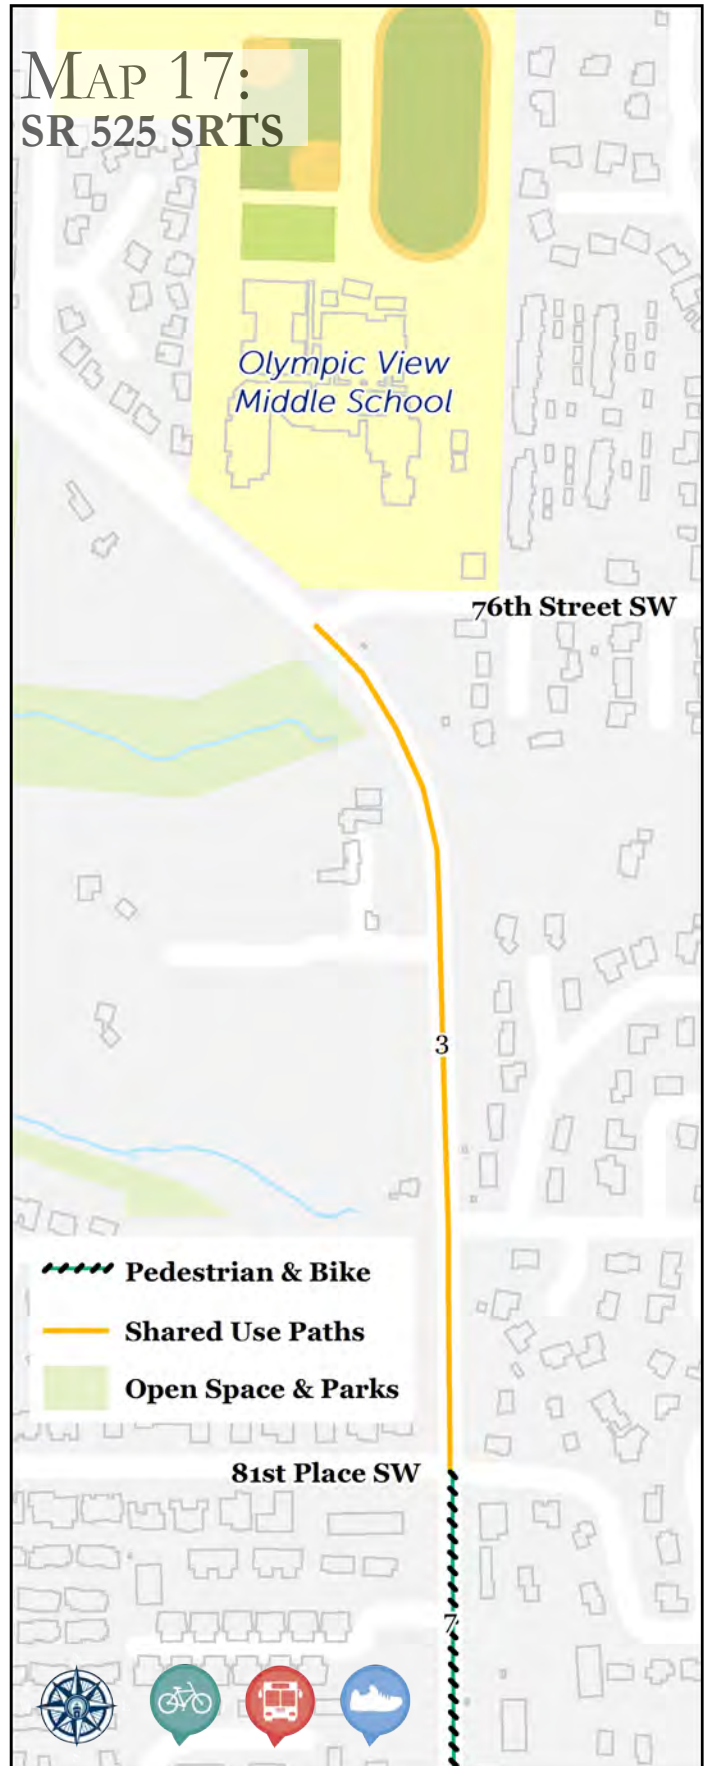 MAP 17:
SR 525 SRTS
Olympic View
Middle School
76th Street SW
3
Pedestrian & Bike
Shared Use Paths
Open Space & Parks
81st Place SW
7